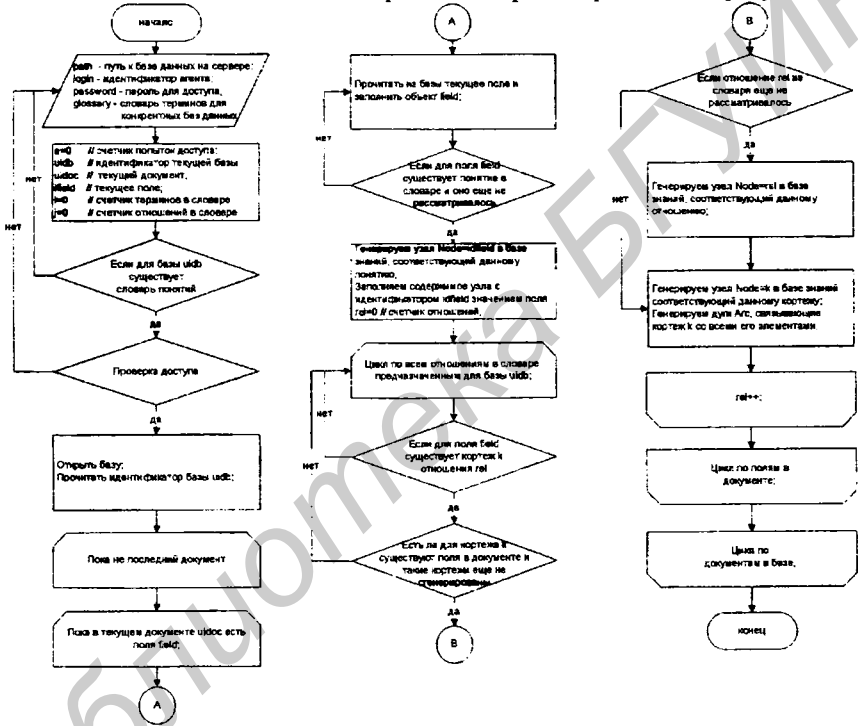 начало
path - путь к базе данных на сервере;
login - идентификатор агента;
password - пароль для доступа;
glossary - словарь терминов для
конкретных баз данных;
a=0 // счетчик попыток доступа;
uidb // идентификатор текущей базы
uidoc // текущий документ;
ifield // текущее поле;
i=0 // счетчик терминов в словаре
j=0 // счетчик отношений в словаре
нет
нет
Если для базы uidb
существует
словарь понятий
да
Проверка доступа
да
Открыть базу;
Прочитать идентификатор базы uidb;
Пока не последний документ
Пока в текущем документе uidoc есть
поля field;
A
A
Прочитать из базы текущее поле и
заполнить объект field;
нет
Если для поля field
существует понятие в
словаре и оно еще не
рассматривалось
да
Генерируем узел Node=idfield в базе
знаний, соответствующий данному
понятию;
Заполняем содержимое узла с
идентификатором idfield значением поля
rel=0 // счетчик отношений;
Цикл по всем отношениям в словаре
предназначенным для базы uidb;
нет
нет
Если для поля field
существует кортеж k
отношения rel
да
Есть ли для кортежа k
существуют поля в документе и
такие кортежи еще не
сгенерированы
да
B
B
Если отношение rel из
словаря еще не
рассматривалось
да
нет
Генерируем узел Node=rel в базе
знаний, соответствующий данному
отношению;
Генерируем узел Node=k в базе знаний
соответствующий данному кортежу;
Генерируем дуги Arc, связывающие
кортеж k со всеми его элементами
rel++;
Цикл по полям в
документе;
Цикл по
документам в базе;
конец
блиотека БГУИР